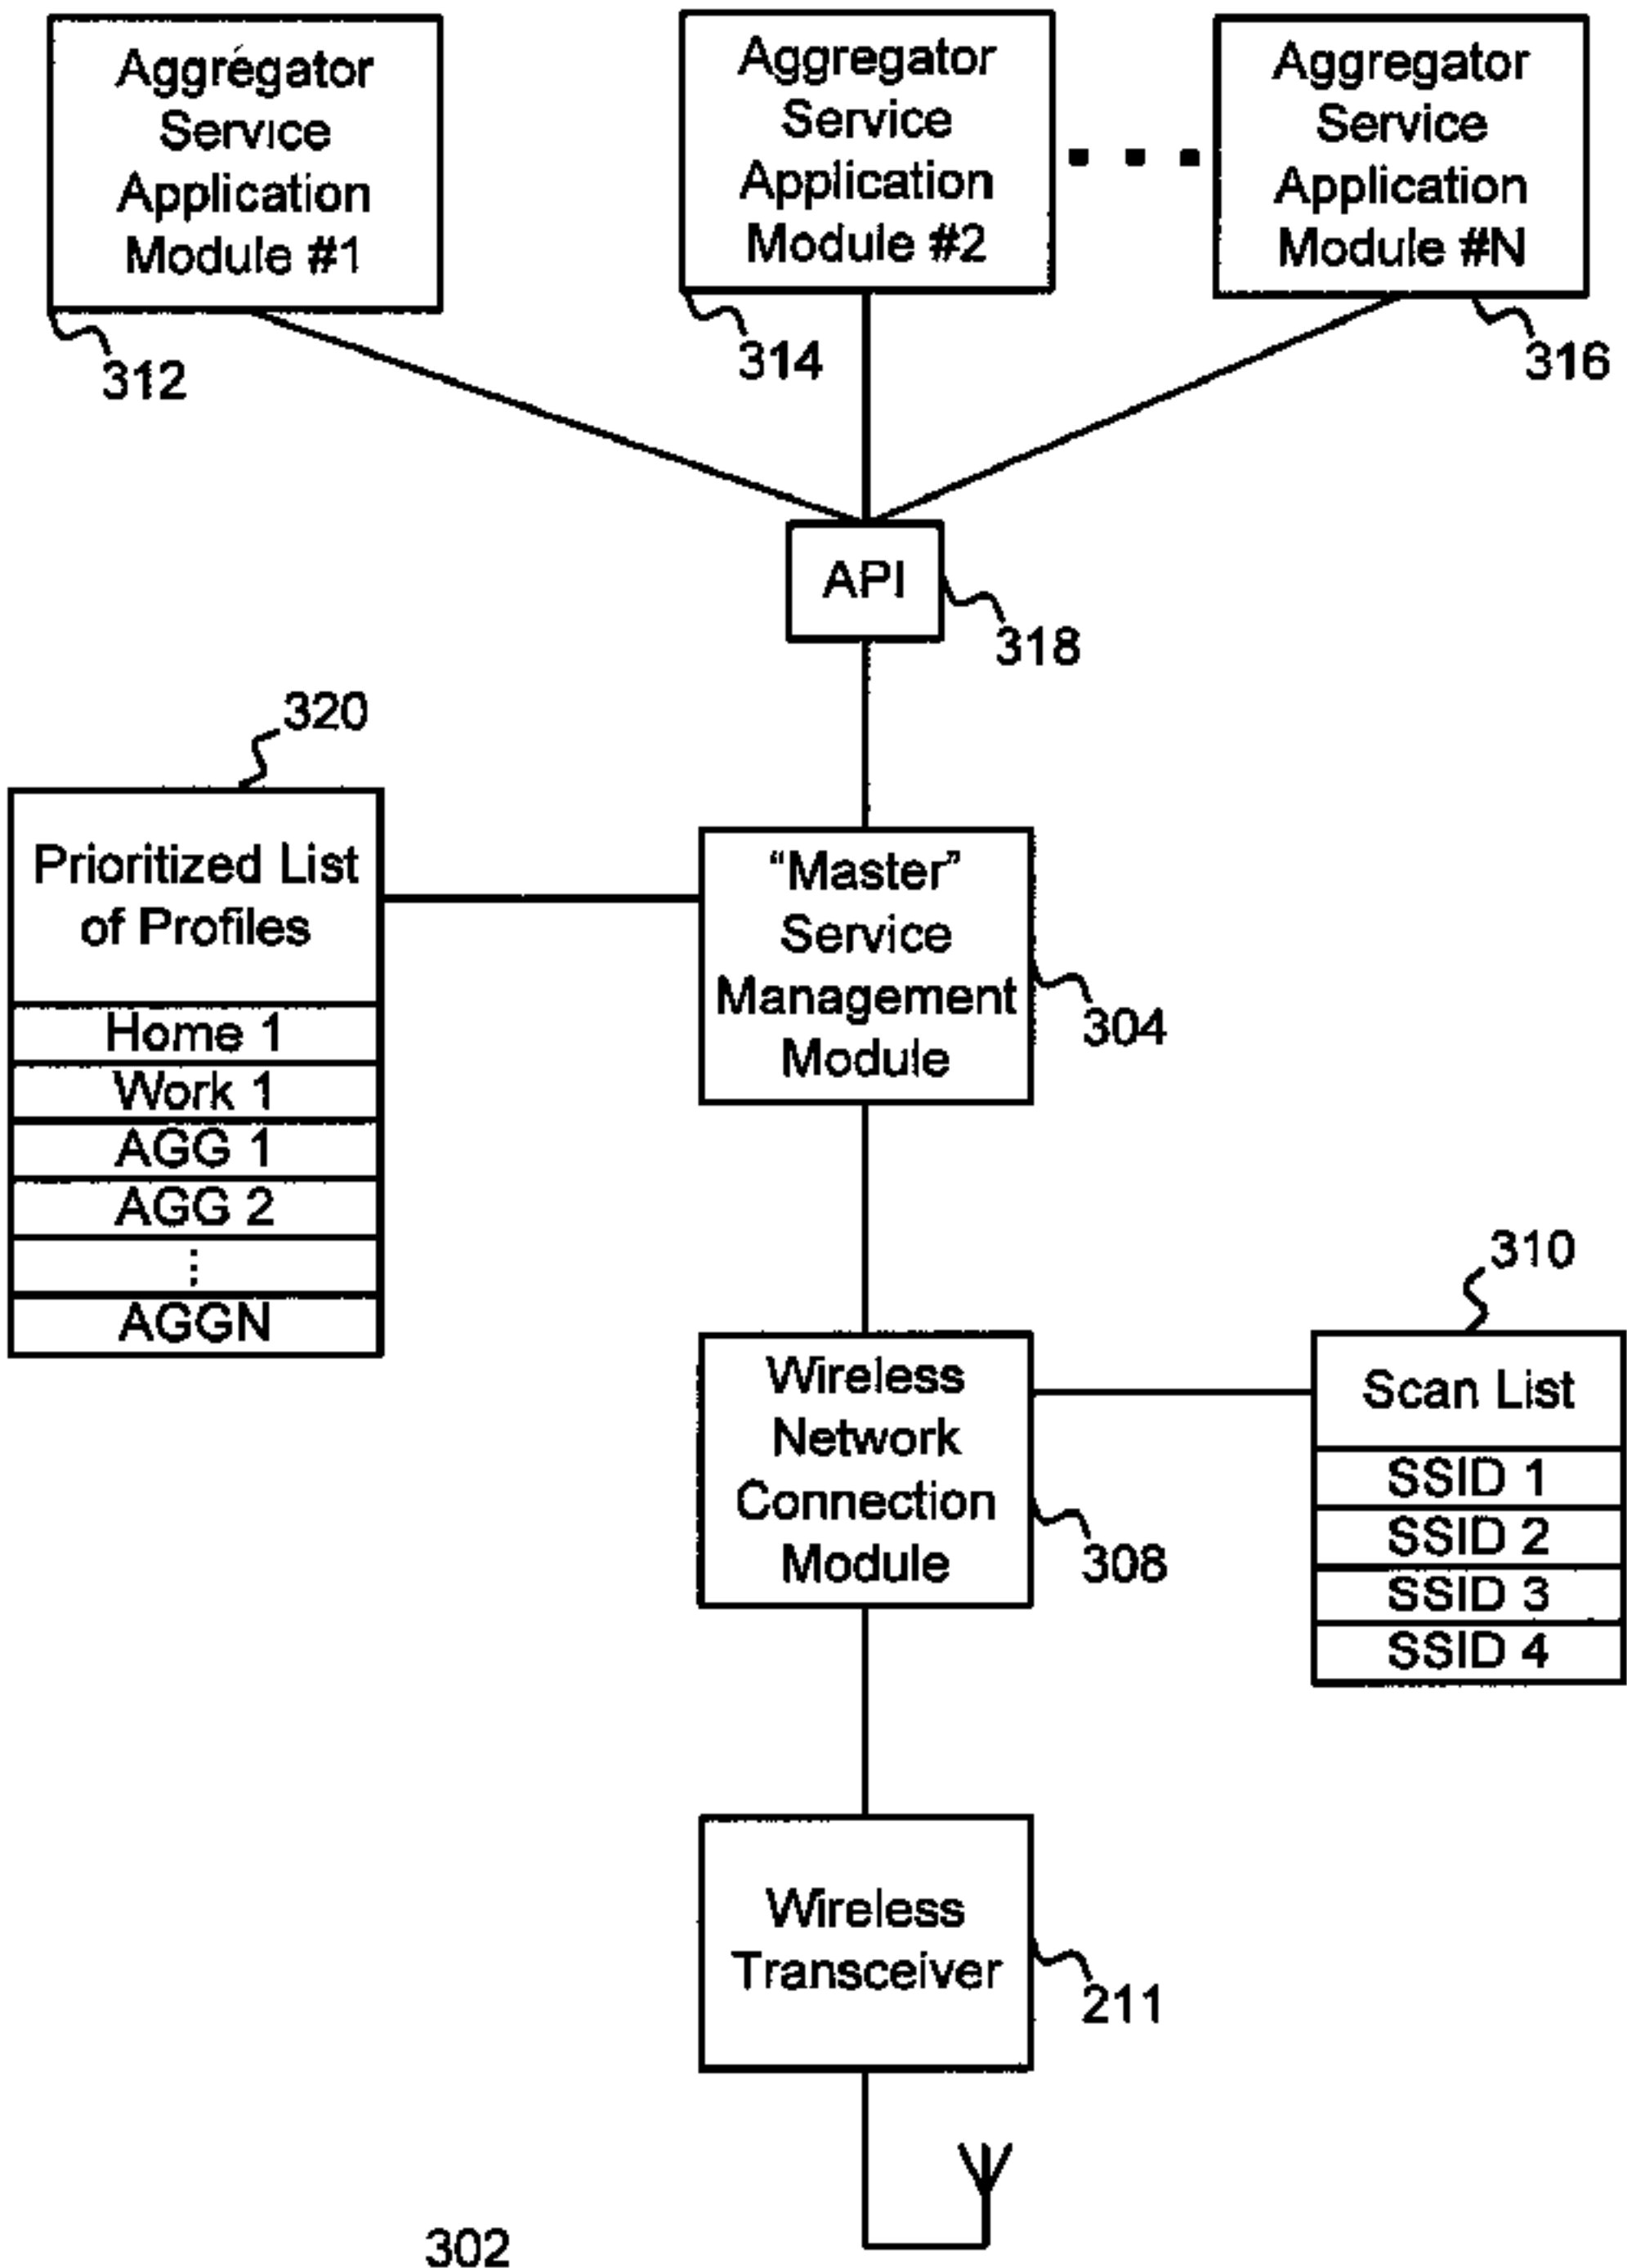 Aggregator
Service
Application
Module #1
312
Aggregator
Service
Application
Module #2
314
Aggregator
Service
Application
Module #N
316
API
318
320
Prioritized List
of Profiles
Home 1
Work 1
AGG 1
AGG 2
⋮
AGGN
“Master”
Service
Management
Module
304
Wireless
Network
Connection
Module
308
310
Scan List
SSID 1
SSID 2
SSID 3
SSID 4
Wireless
Transceiver
211
302